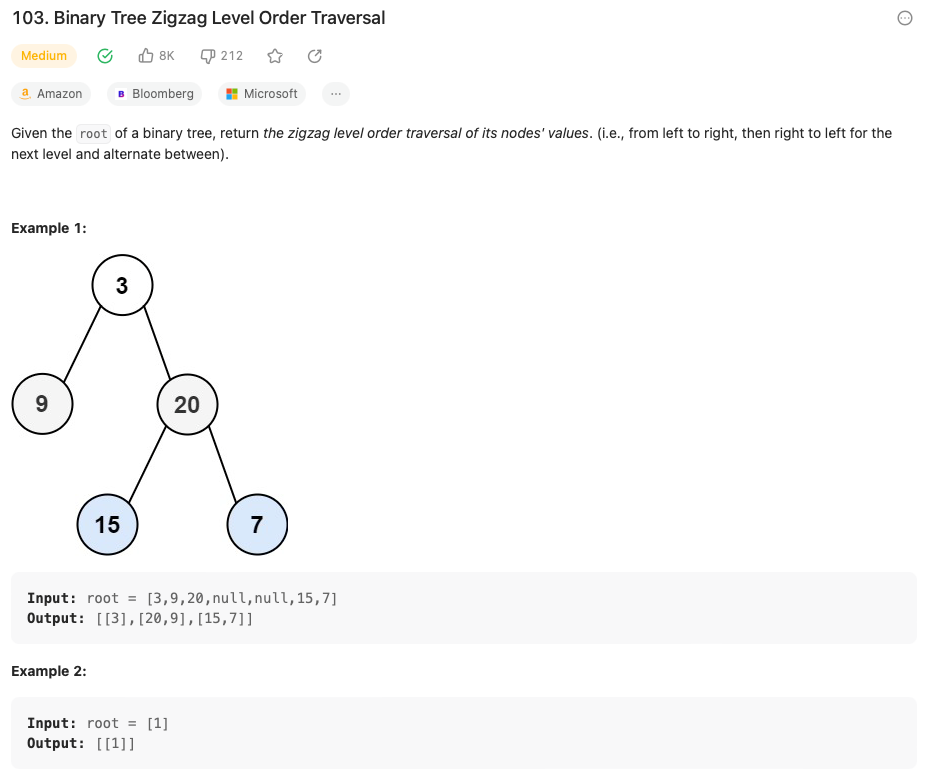 103. Binary Tree Zigzag Level Order Traversal
Medium 8K 212
a Amazon B Bloomberg Microsoft ...
Given the root of a binary tree, return the zigzag level order traversal of its nodes' values. (i.e., from left to right, then right to left for the
next level and alternate between).
Example 1:
3
9 20
15 7
Input: root = [3,9,20,null,null,15,7]
Output: [[3],[20,9],[15,7]]
Example 2:
Input: root = [1]
Output: [[1]]